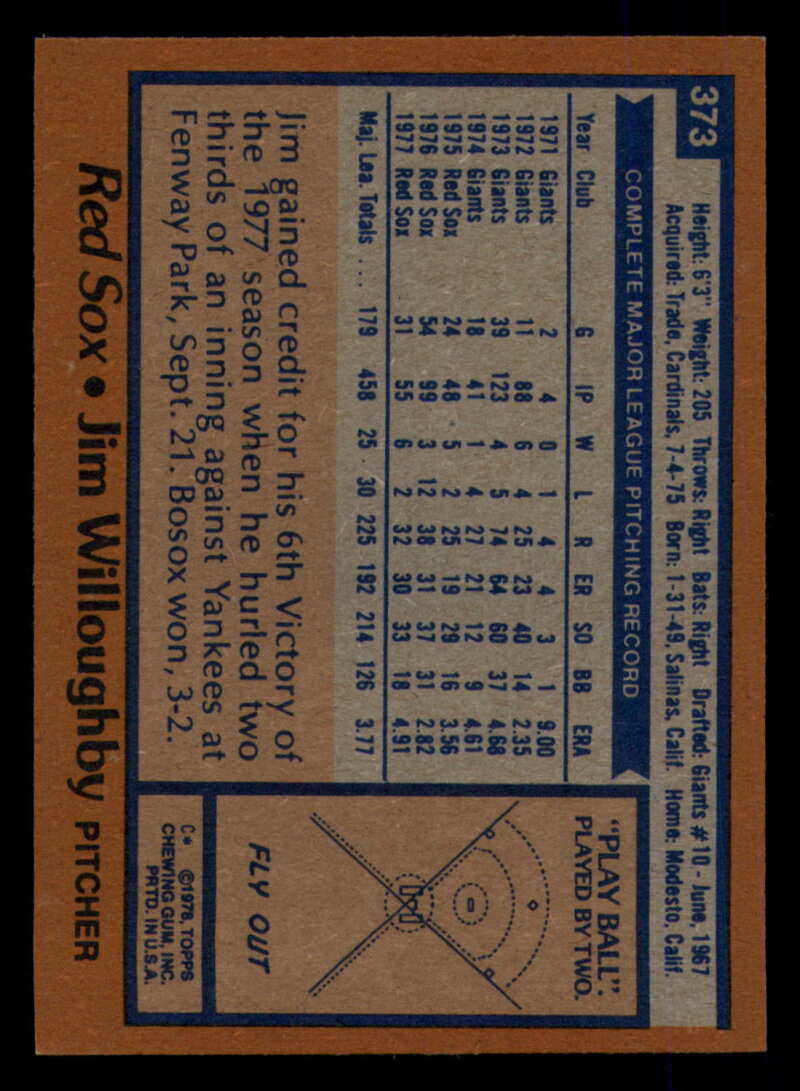 373
Height: 6'3" Weight: 205 Throws: Right Bats: Right Drafted: Giants #10 - June, 1967
Acquired: Trade, Cardinals, 7-4-75 Born: 1-31-49, Salinas, Calif. Home: Modesto, Calif.
COMPLETE MAJOR LEAGUE PITCHING RECORD
Year Club G IP W L R ER SO BB ERA
1971 Giants 2 4 0 1 4 4 3 1 9.00
1972 Giants 11 88 6 4 25 23 40 14 2.35
1973 Giants 39 123 4 5 74 64 60 37 4.68
1974 Giants 18 41 1 4 27 21 12 9 4.61
1975 Red Sox 24 48 5 2 25 19 29 16 3.56
1976 Red Sox 54 99 3 12 38 31 37 31 2.82
1977 Red Sox 31 55 6 2 32 30 33 18 4.91
Maj. Lea. Totals .... 179 458 25 30 225 192 214 126 3.77
Jim gained credit for his 6th Victory of
the 1977 season when he hurled two
thirds of an inning against Yankees at
Fenway Park, Sept. 21. Bosox won, 3-2.
"PLAY BALL":
PLAYED BY TWO.
FLY OUT
C* ©1978, TOPPS
CHEWING GUM, INC.
PRTD. IN U.S.A.
Red Sox • Jim Willoughby PITCHER